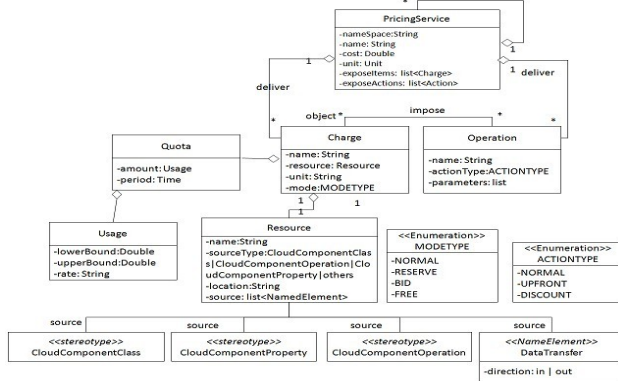 *
PricingService
-nameSpace:String
-name: String
-cost: Double
-unit: Unit
-exposeItems: list<Charge>
-exposeActions: list<Action>
1
1
1
deliver
deliver
*
object
*
impose
*
*
Quota
-amount: Usage
-period: Time
Charge
-name: String
-resource: Resource
-unit: String
-mode:MODETYPE
Operation
-name: String
-actionType:ACTIONTYPE
-parameters: list
1
1
1
Usage
-lowerBound:Double
-upperBound:Double
-rate: String
Resource
-name:String
-sourceType:CloudComponentClas
s|CloudComponentOperation|Clo
udComponentProperty|others
-location:String
-source: list<NamedElement>
<<Enumeration>>
MODETYPE
-NORMAL
-RESERVE
-BID
-FREE
<<Enumeration>>
ACTIONTYPE
-NORMAL
-UPFRONT
-DISCOUNT
source
source
source
source
<<stereotype>>
CloudComponentClass
<<stereotype>>
CloudComponentProperty
<<stereotype>>
CloudComponentOperation
<<NameElement>>
DataTransfer
-direction: in | out